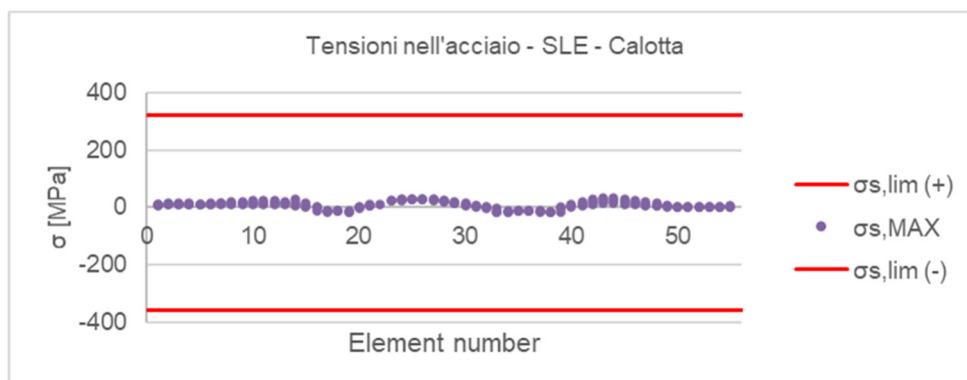 Tensioni nell'acciaio - SLE - Calotta
400
200
0
-200
-400
σ [MPa]
0 10 20 30 40 50
Element number
σs,lim (+)
σs,MAX
σs,lim (-)